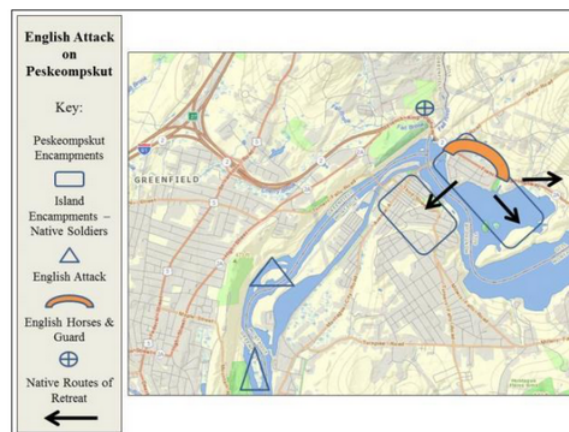 English Attack
on
Peskeompskut
Key:
Peskeompskut
Encampments
Island
Encampments –
Native Soldiers
English Attack
English Horses &
Guard
Native Routes of
Retreat
GREENFIELD